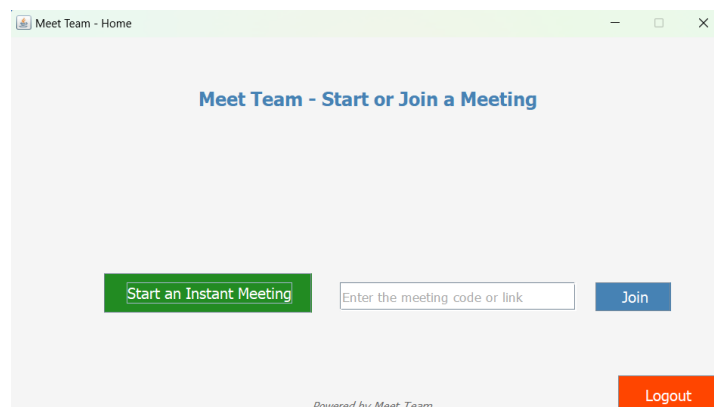 Meet Team - Home
Meet Team - Start or Join a Meeting
Start an Instant Meeting
Enter the meeting code or link
Join
Logout
Powered by Meet Team